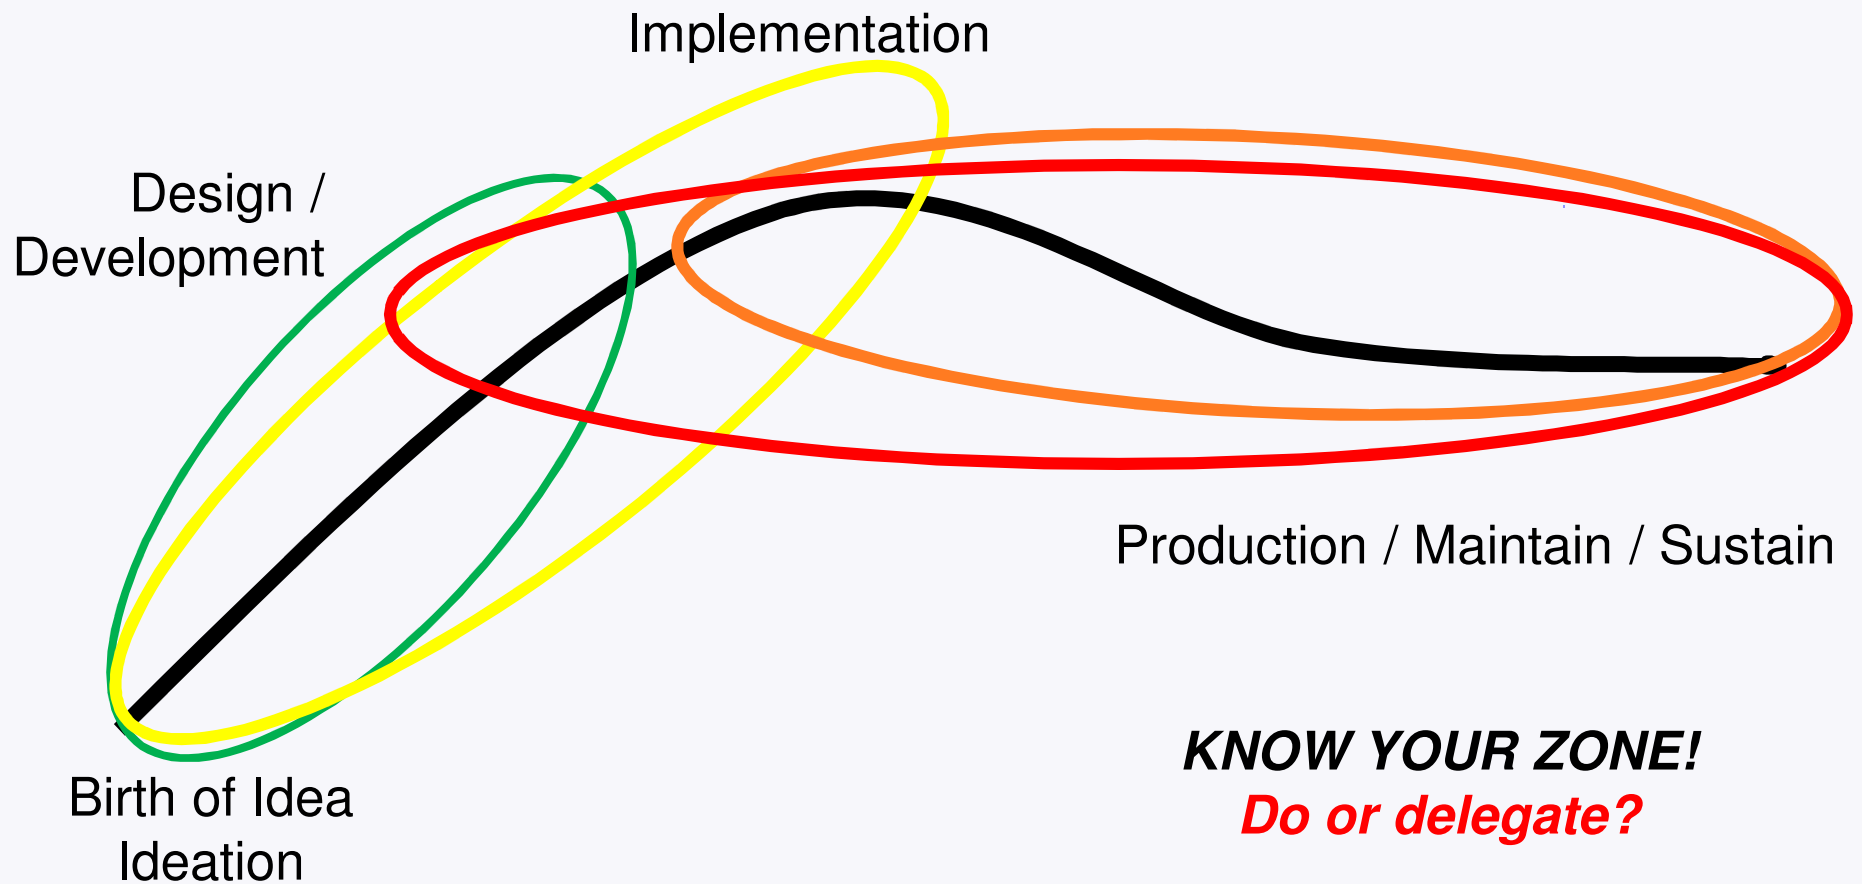 Implementation
Design /
Development
Production / Maintain / Sustain
KNOW YOUR ZONE!
Do or delegate?
Birth of Idea
Ideation